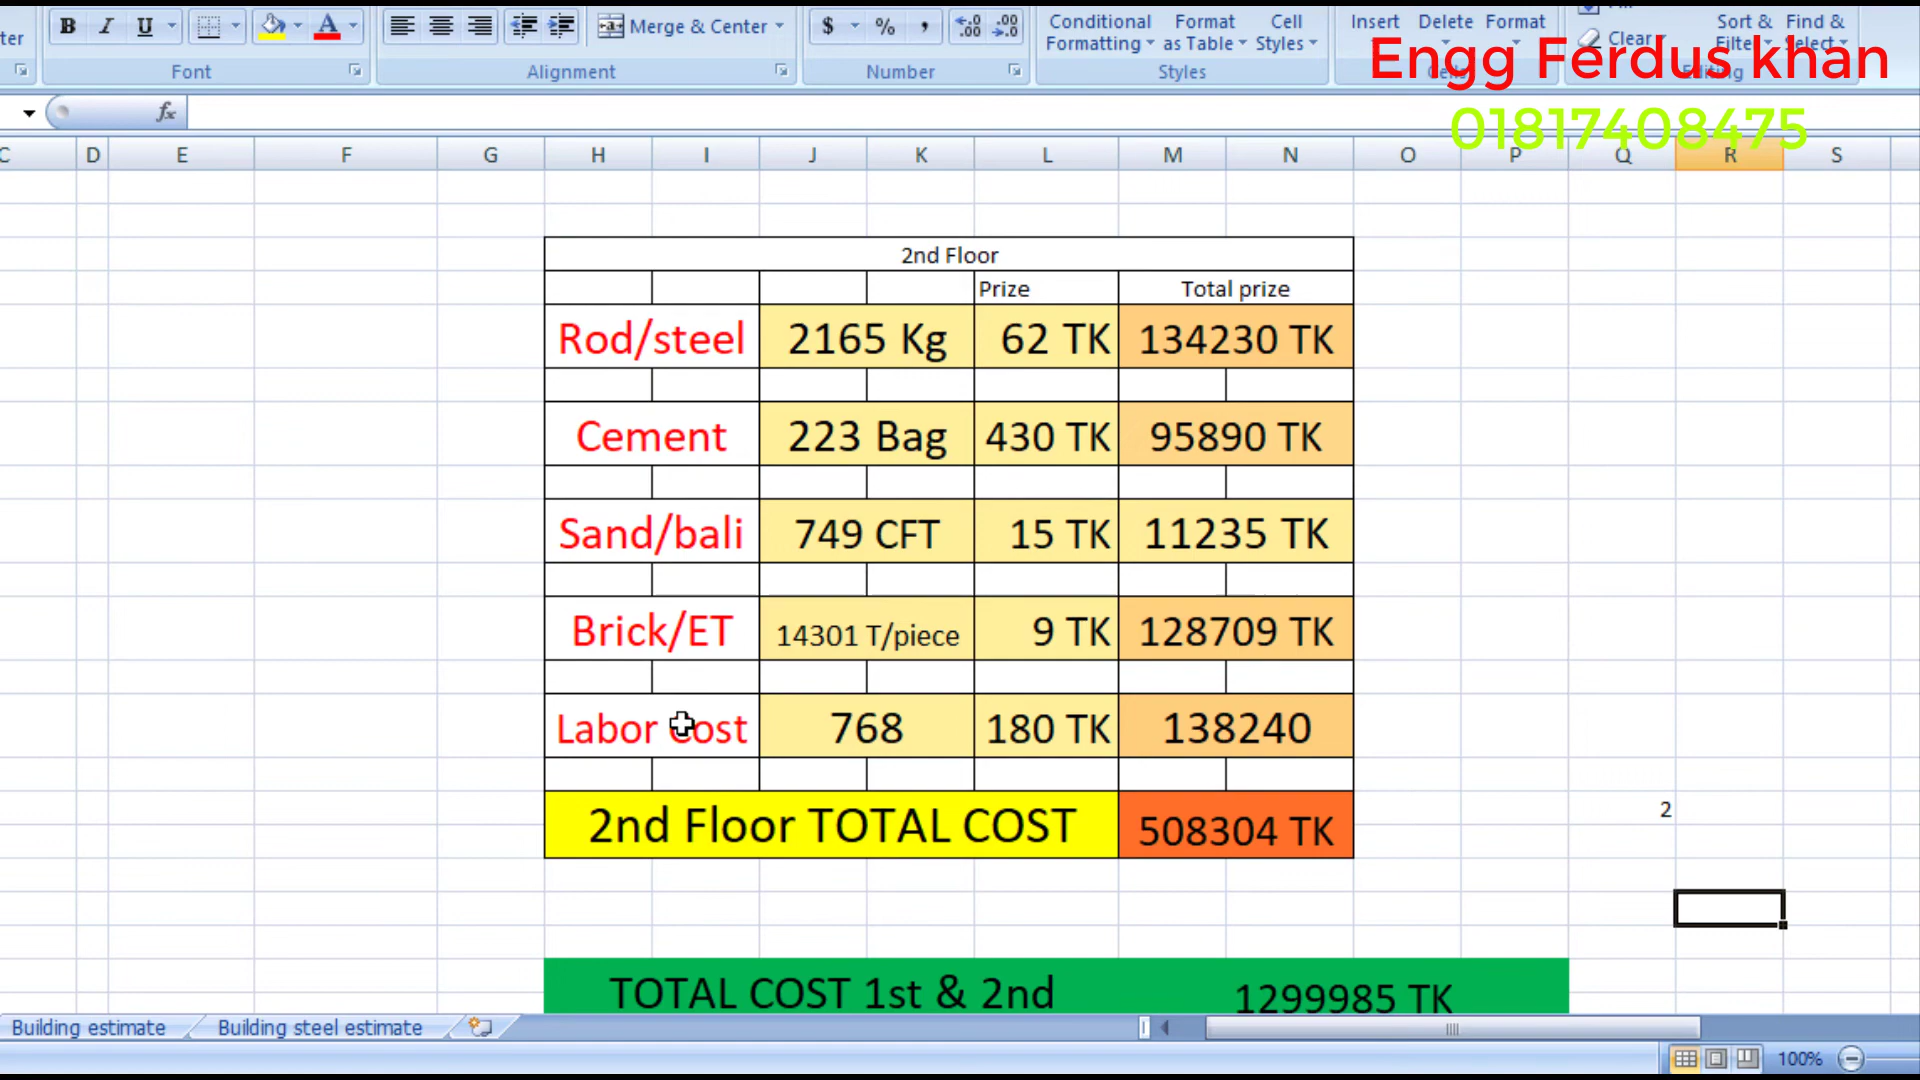 Conditional Format Cell Insert Delete Format Sort & Find &
B I U Merge & Center $ % , Formatting as Table Styles Clear Filter Select
Font Alignment Number Styles Cells Editing
Engg Ferdus khan
01817408475
fx
C D E F G H I J K L M N O P Q R S
2nd Floor
Prize Total prize
Rod/steel 2165 Kg 62 TK 134230 TK
Cement 223 Bag 430 TK 95890 TK
Sand/bali 749 CFT 15 TK 11235 TK
Brick/ET 14301 T/piece 9 TK 128709 TK
Labor Cost 768 180 TK 138240
2nd Floor TOTAL COST 508304 TK
2
TOTAL COST 1st & 2nd 1299985 TK
Building estimate Building steel estimate
100%